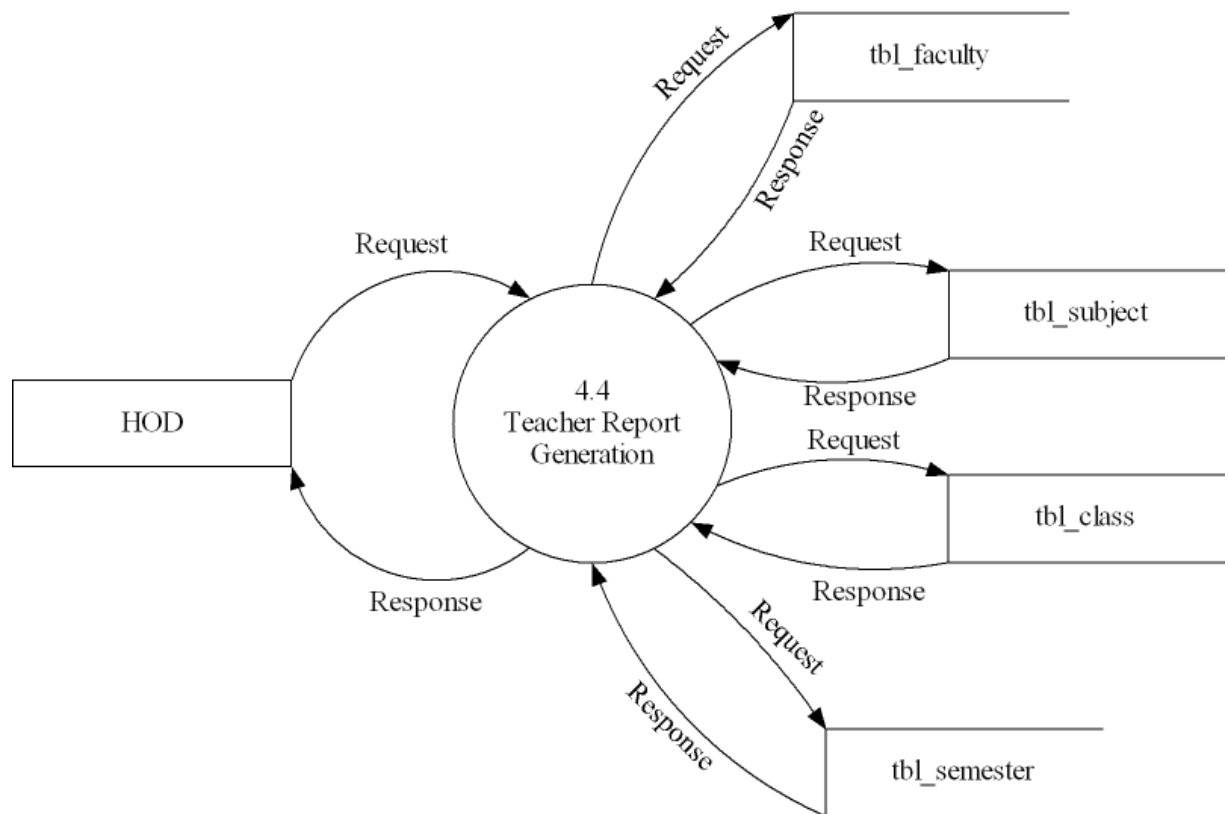 Request
tbl_faculty
Response
Request
Request
tbl_subject
Response
4.4
Teacher Report
Generation
HOD
Request
tbl_class
Response
Response
Request
Response
tbl_semester